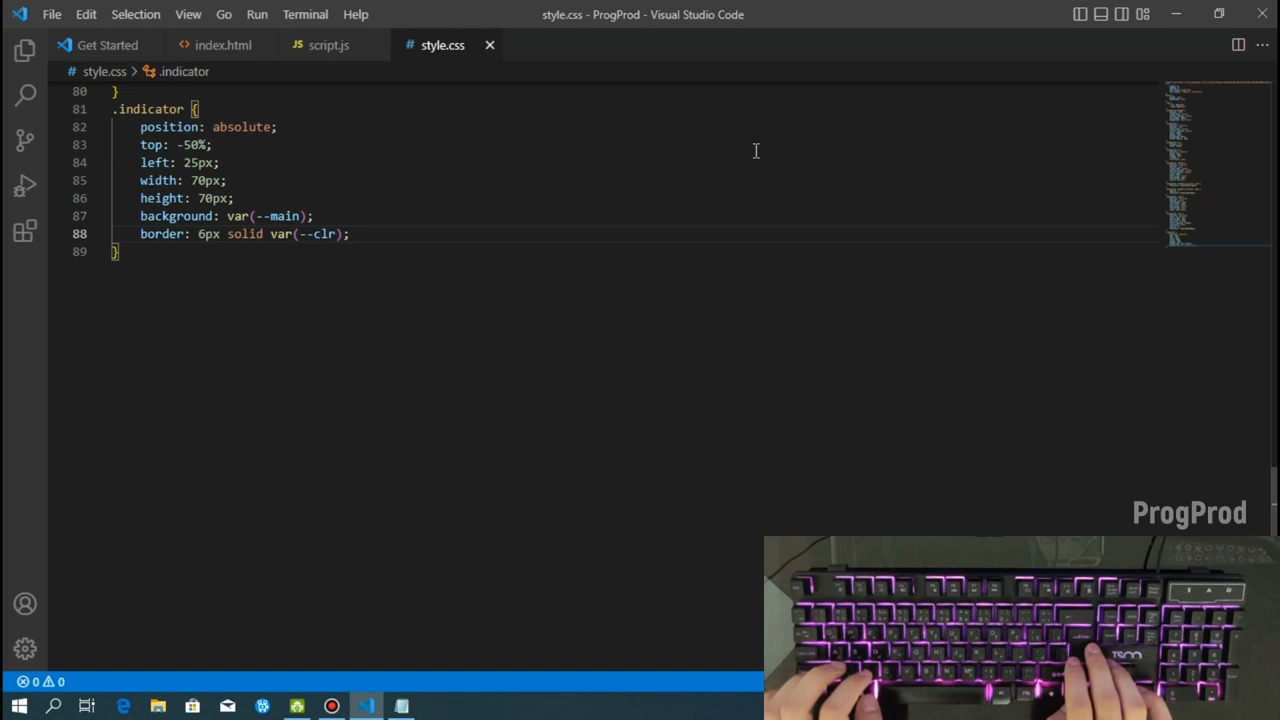 File Edit Selection View Go Run Terminal Help
style.css - ProgProd - Visual Studio Code
Get Started index.html JS script.js # style.css
# style.css > .indicator
80 }
81 .indicator {
82 position: absolute;
83 top: -50%;
84 left: 25px;
85 width: 70px;
86 height: 70px;
87 background: var(--main);
88 border: 6px solid var(--clr);
89 }
ProgProd
TSCO
0 0